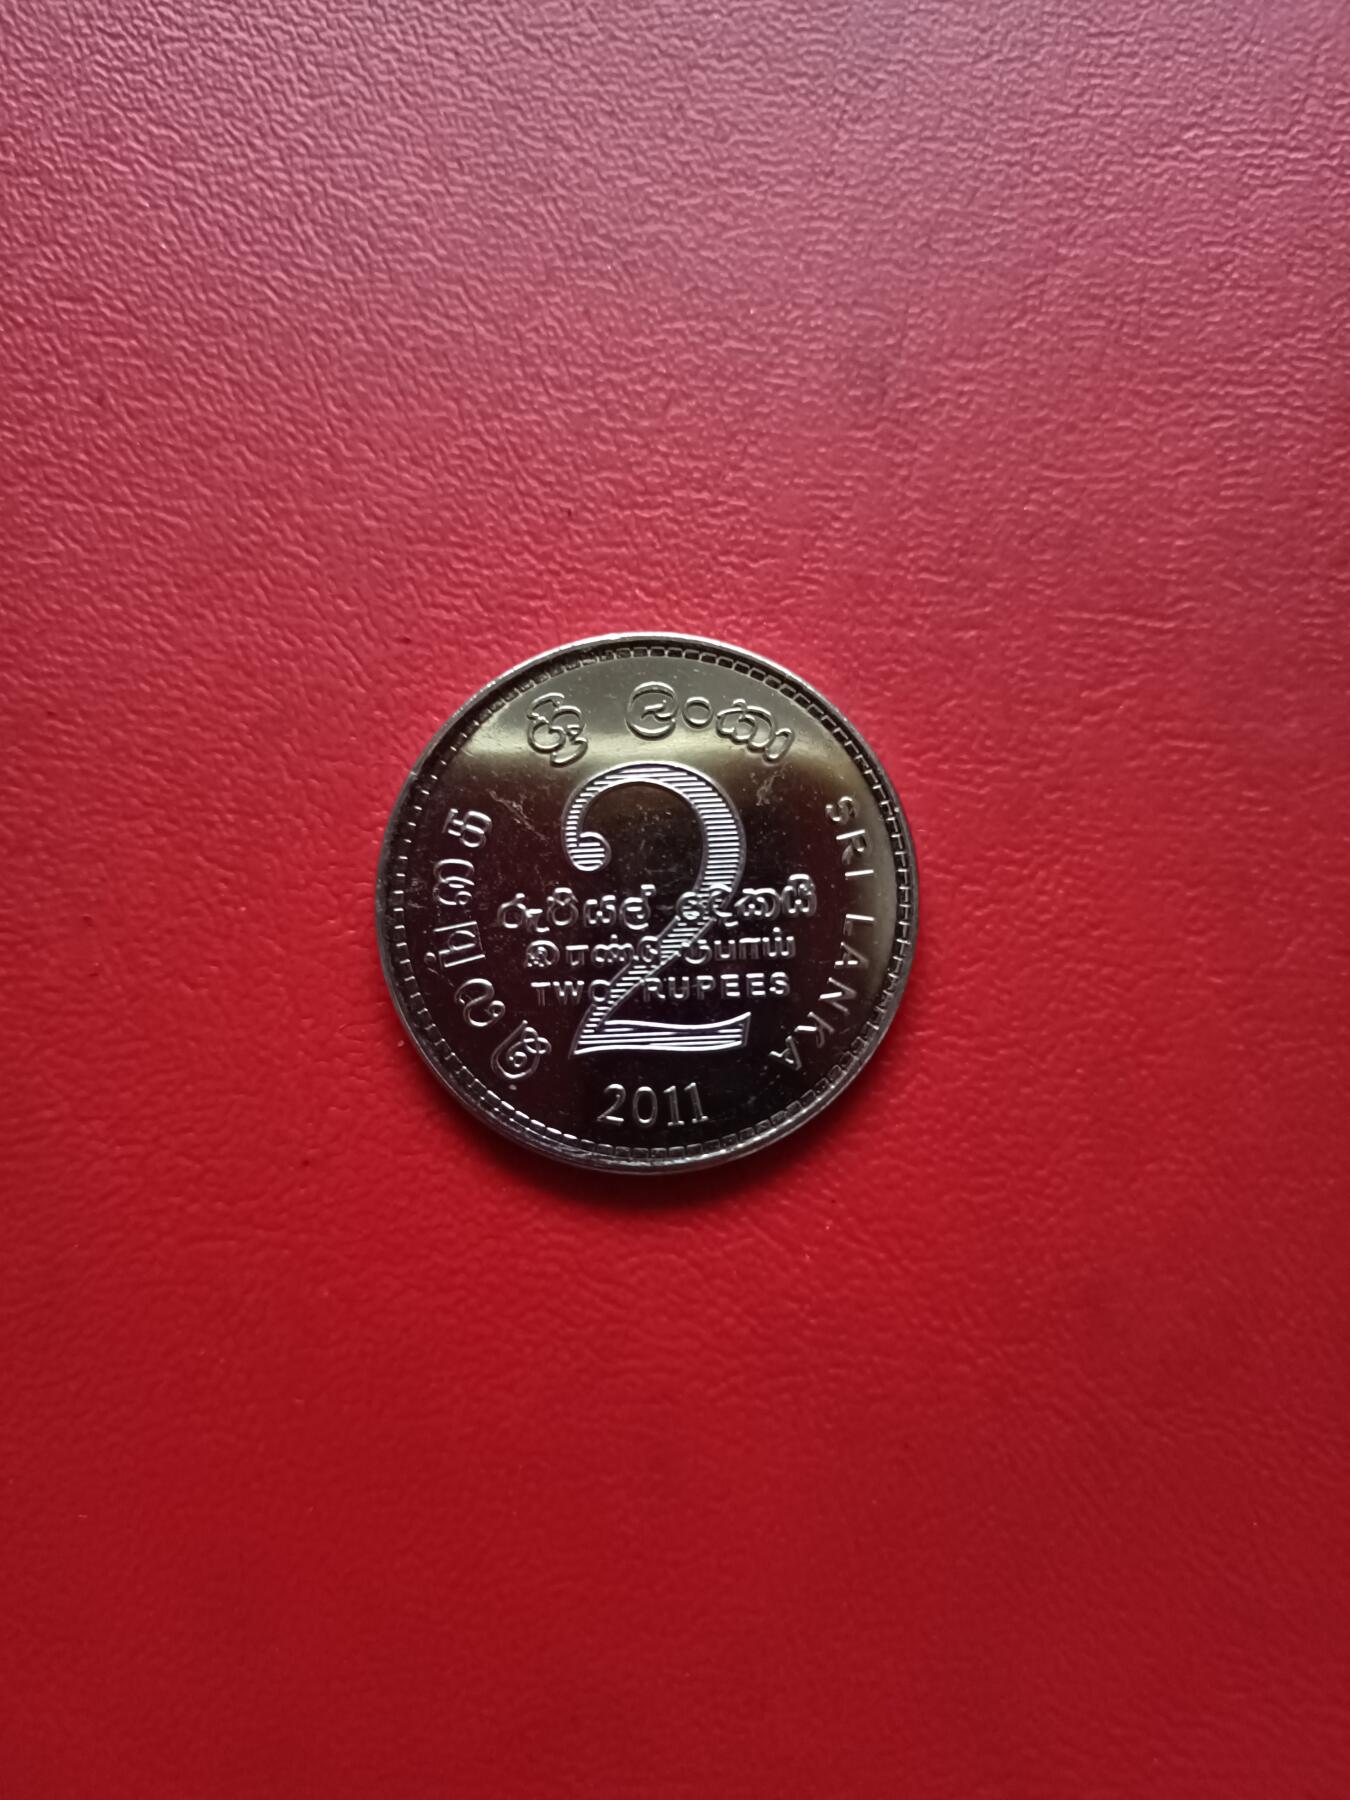 ශ්‍රී ලංකා
இலங்கை
SRI LANKA
2
රුපියල් දෙකයි
இரண்டு ரூபாய்
TWO RUPEES
2011